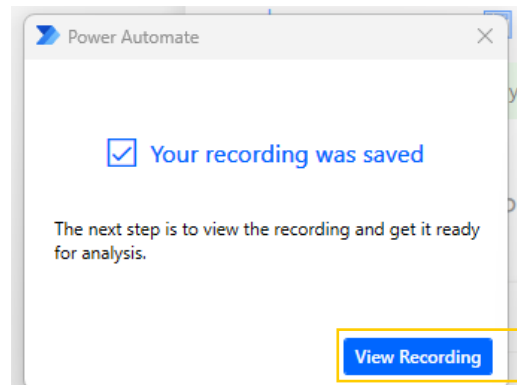 Power Automate
Your recording was saved
The next step is to view the recording and get it ready
for analysis.
View Recording